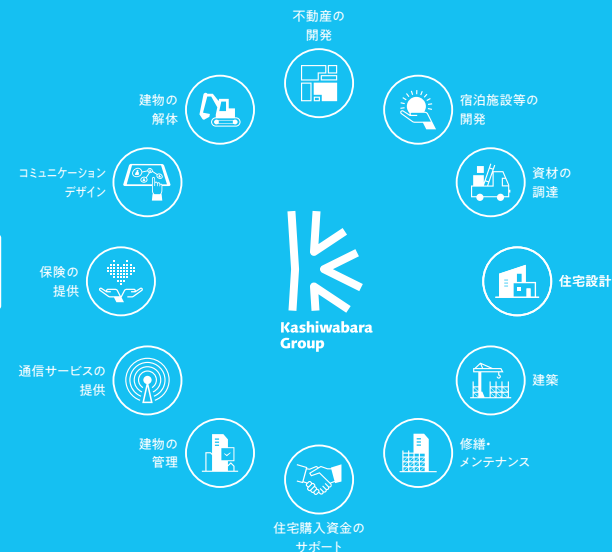 不動産の
開発
宿泊施設等の
開発
資材の
調達
住宅設計
建築
修繕・
メンテナンス
住宅購入資金の
サポート
建物の
管理
通信サービスの
提供
保険の
提供
コミュニケーション
デザイン
建物の
解体
Kashiwabara
Group